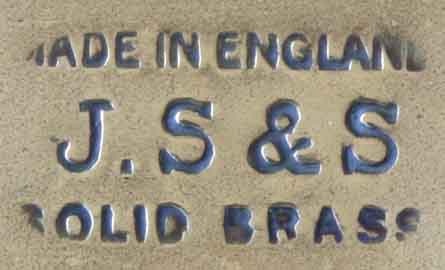 MADE IN ENGLAND
J.S & S
SOLID BRASS